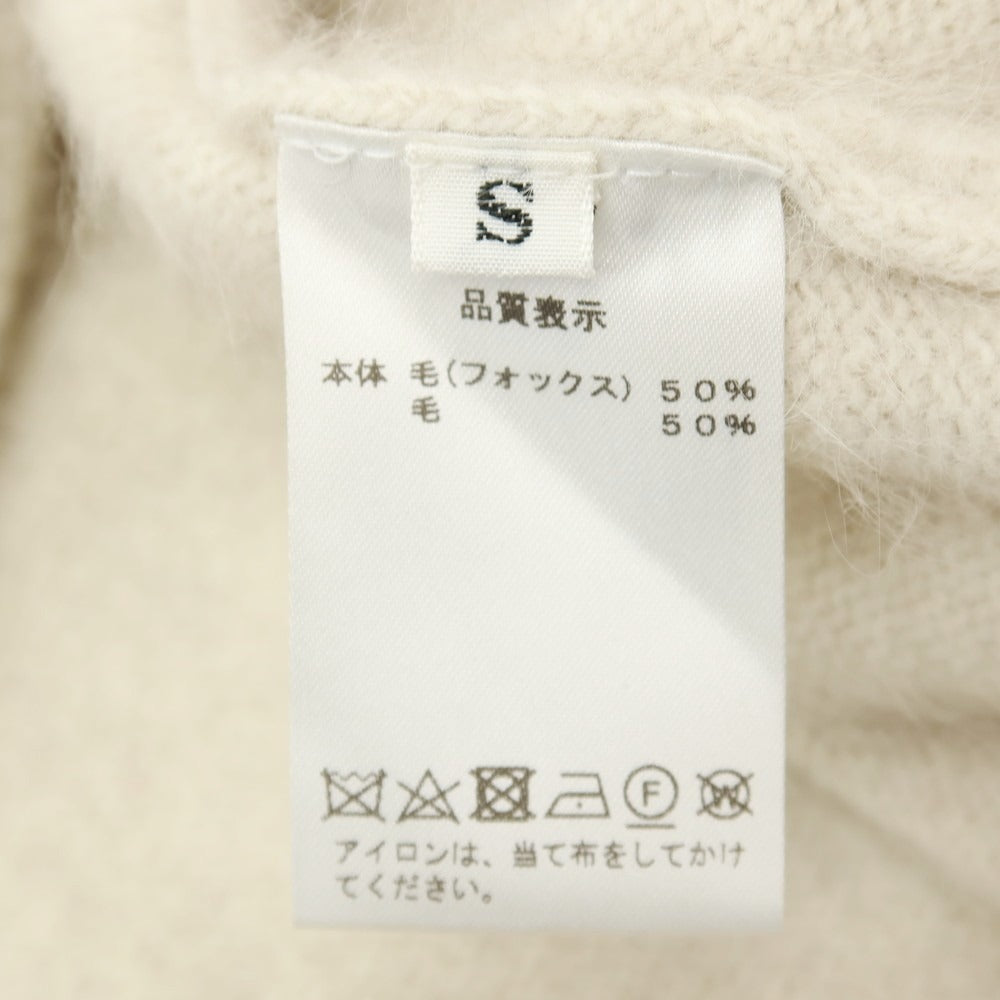 S
品質表示
本体 毛(フォックス) 50%
毛 50%
F W
アイロンは、当て布をしてかけ
てください。